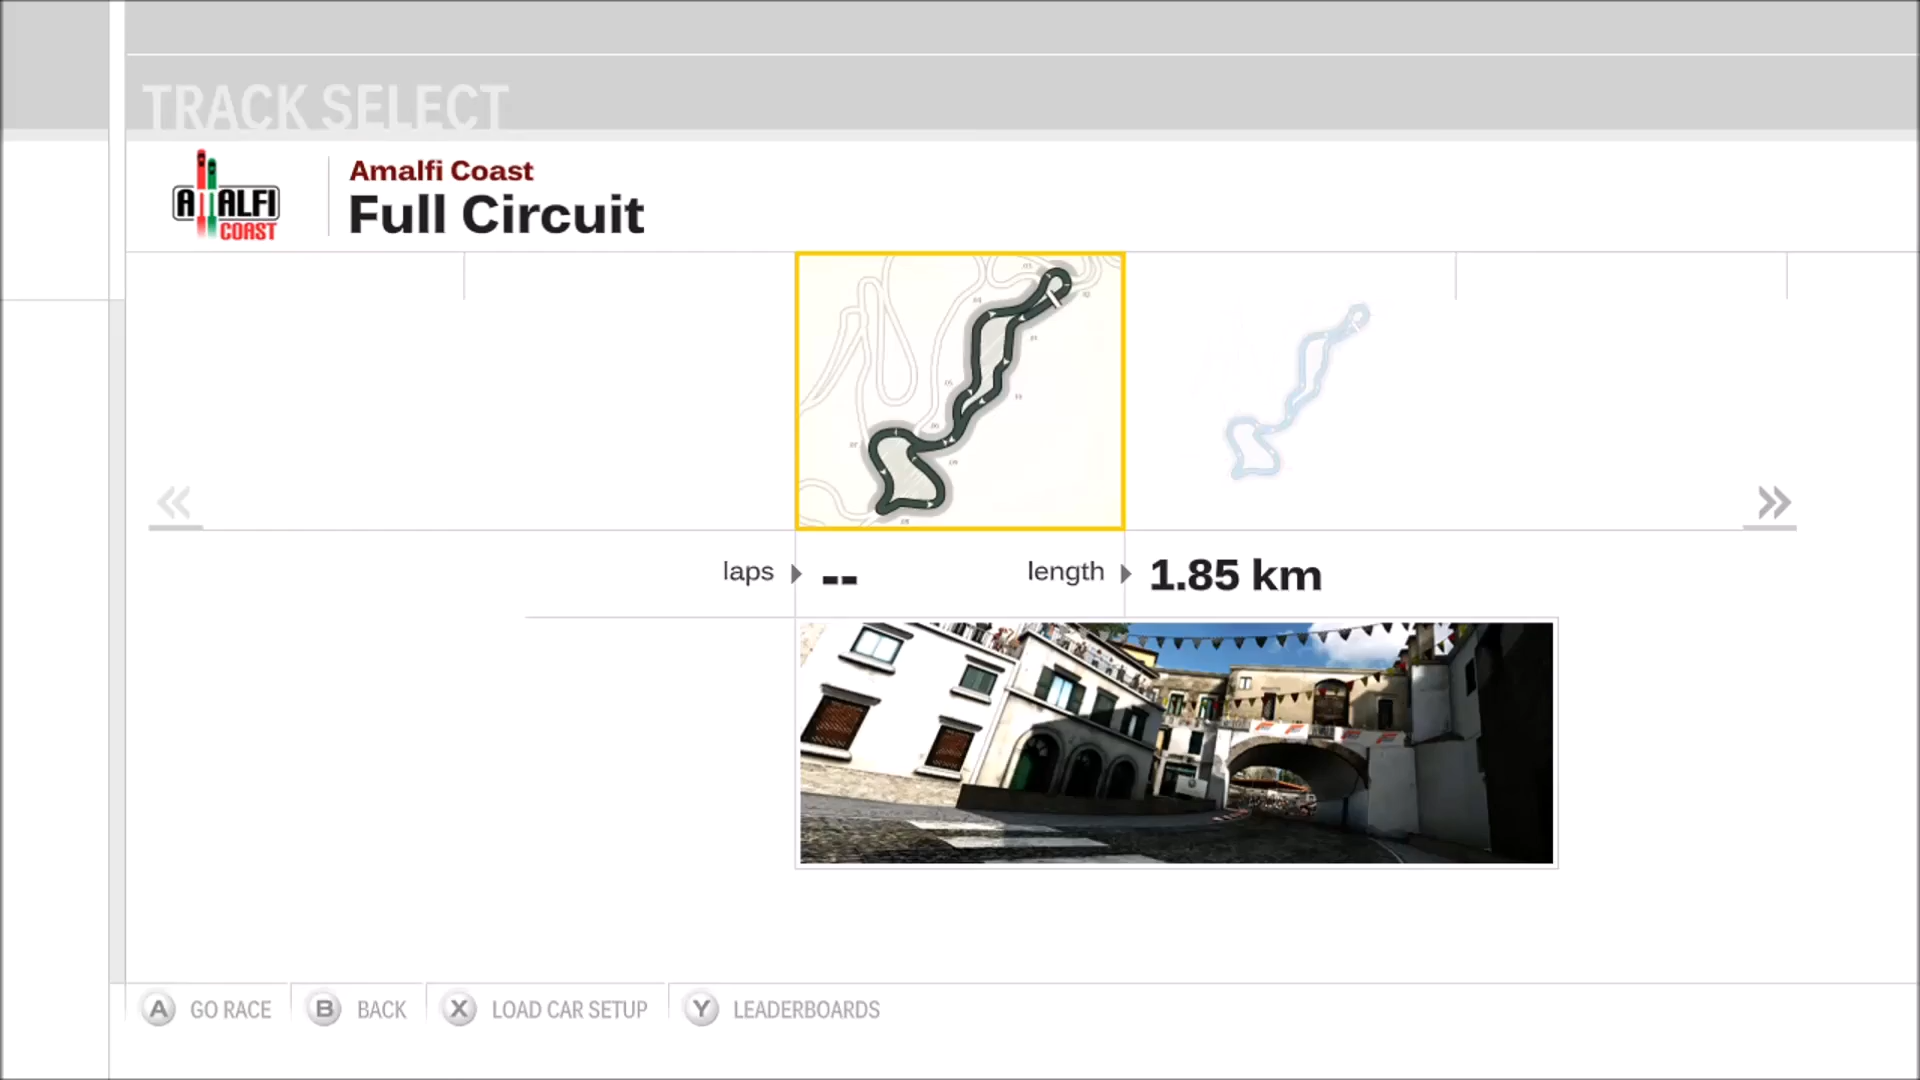 TRACK SELECT
AMALFI
COAST
Amalfi Coast
Full Circuit
laps
--
length
1.85 km
A GO RACE
B BACK
X LOAD CAR SETUP
Y LEADERBOARDS